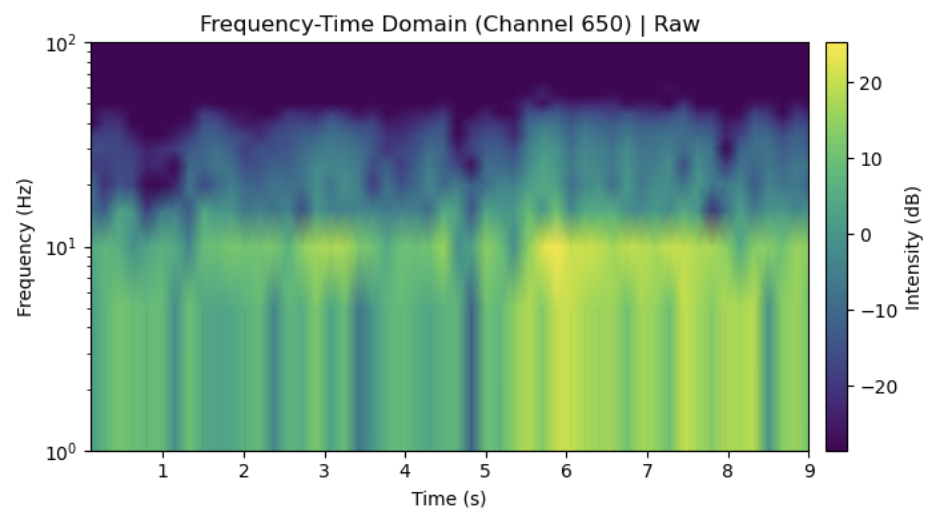 Frequency-Time Domain (Channel 650) | Raw
10²
10¹
10⁰
Frequency (Hz)
1 2 3 4 5 6 7 8 9
Time (s)
20
10
0
−10
−20
Intensity (dB)